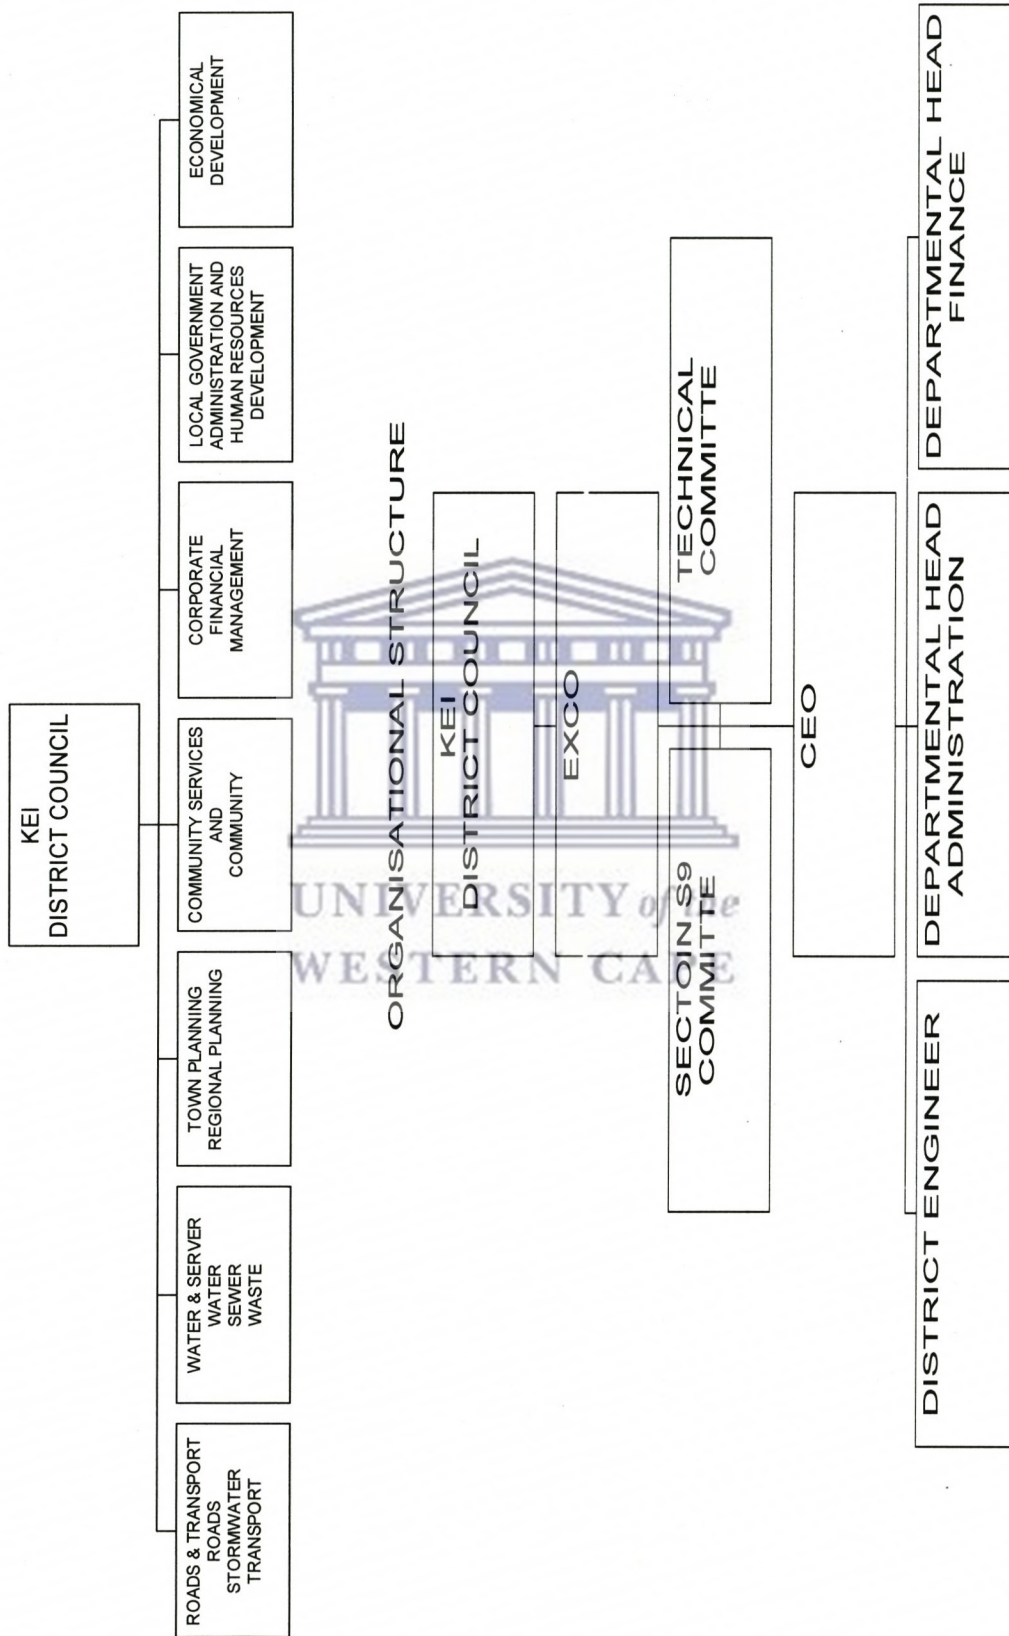 KEI
DISTRICT COUNCIL
ROADS & TRANSPORT
ROADS
STORMWATER
TRANSPORT
WATER & SERVER
WATER
SEWER
WASTE
TOWN PLANNING
REGIONAL PLANNING
COMMUNITY SERVICES
AND
COMMUNITY
CORPORATE
FINANCIAL
MANAGEMENT
LOCAL GOVERNMENT
ADMINISTRATION AND
HUMAN RESOURCES
DEVELOPMENT
ECONOMICAL
DEVELOPMENT
ORGANISATIONAL STRUCTURE
KEI
DISTRICT COUNCIL
EXCO
SECTOIN S9
COMMITTE
TECHNICAL
COMMITTE
CEO
DISTRICT ENGINEER
DEPARTMENTAL HEAD
ADMINISTRATION
DEPARTMENTAL HEAD
FINANCE
UNIVERSITY of the
WESTERN CAPE